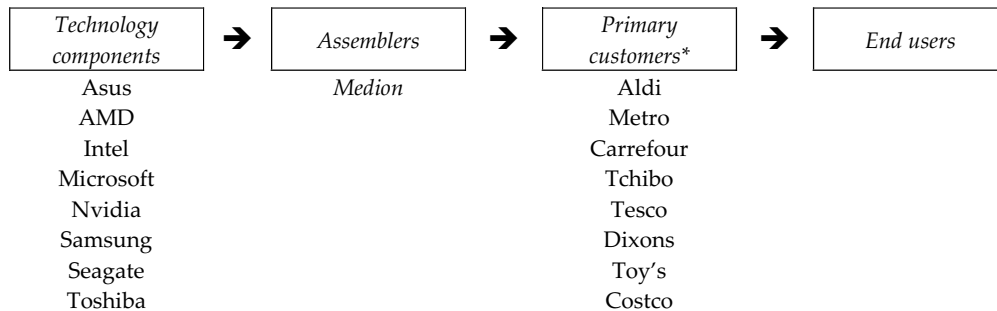 Technology components
➔
Assemblers
➔
Primary customers*
➔
End users
Asus
Medion
Aldi
AMD
Metro
Intel
Carrefour
Microsoft
Tchibo
Nvidia
Tesco
Samsung
Dixons
Seagate
Toy's
Toshiba
Costco